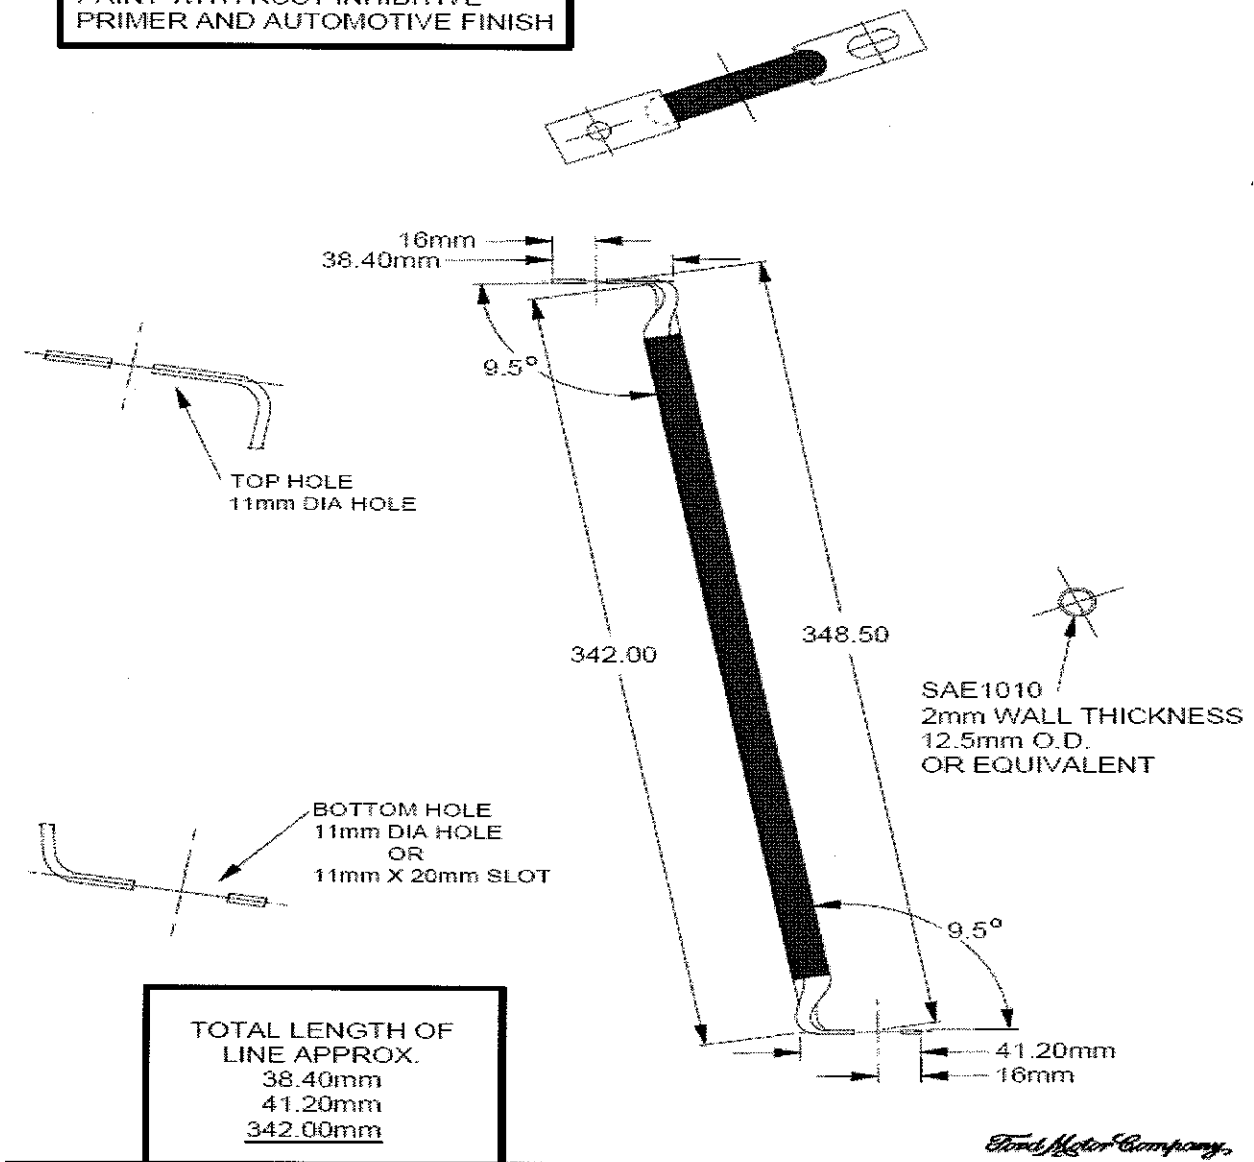 PRIMER AND AUTOMOTIVE FINISH
16mm
38.40mm
9.5°
TOP HOLE
11mm DIA HOLE
342.00
348.50
SAE1010
2mm WALL THICKNESS
12.5mm O.D.
OR EQUIVALENT
BOTTOM HOLE
11mm DIA HOLE
OR
11mm X 20mm SLOT
9.5°
41.20mm
16mm
TOTAL LENGTH OF
LINE APPROX.
38.40mm
41.20mm
342.00mm
Ford Motor Company,